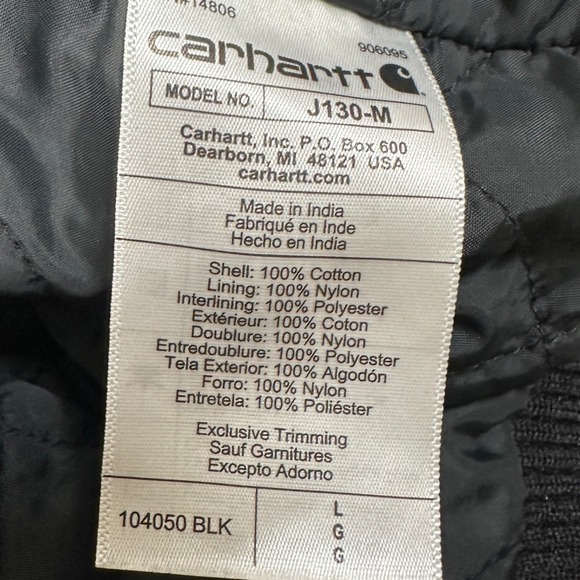 #14806
906095
carhartt
MODEL NO. J130-M
Carhartt, Inc. P.O. Box 600
Dearborn, MI 48121 USA
carhartt.com
Made in India
Fabriqué en Inde
Hecho en India
Shell: 100% Cotton
Lining: 100% Nylon
Interlining: 100% Polyester
Extérieur: 100% Coton
Doublure: 100% Nylon
Entredoublure: 100% Polyester
Tela Exterior: 100% Algodón
Forro: 100% Nylon
Entretela: 100% Poliéster
Exclusive Trimming
Sauf Garnitures
Excepto Adorno
104050 BLK
L
G
G